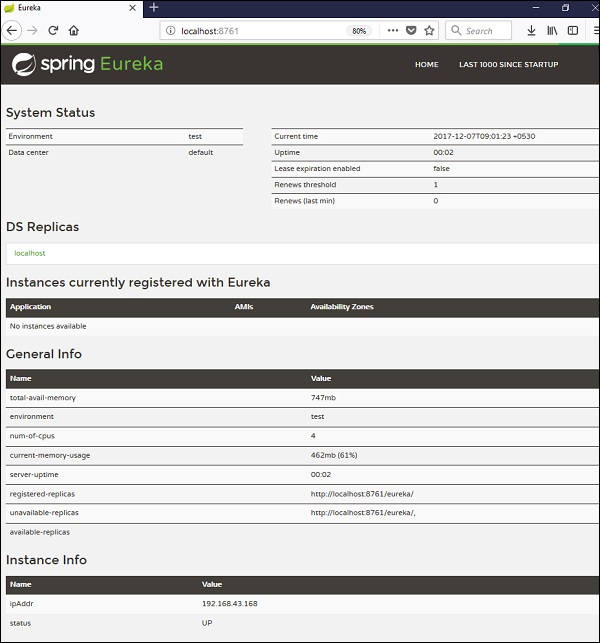 Eureka
localhost:8761
80%
Search
spring Eureka
HOME LAST 1000 SINCE STARTUP
System Status
Environment test
Data center default
Current time 2017-12-07T09:01:23 +0530
Uptime 00:02
Lease expiration enabled false
Renews threshold 1
Renews (last min) 0
DS Replicas
localhost
Instances currently registered with Eureka
Application AMIs Availability Zones
No instances available
General Info
Name Value
total-avail-memory 747mb
environment test
num-of-cpus 4
current-memory-usage 462mb (61%)
server-uptime 00:02
registered-replicas http://localhost:8761/eureka/
unavailable-replicas http://localhost:8761/eureka/,
available-replicas
Instance Info
Name Value
ipAddr 192.168.43.168
status UP